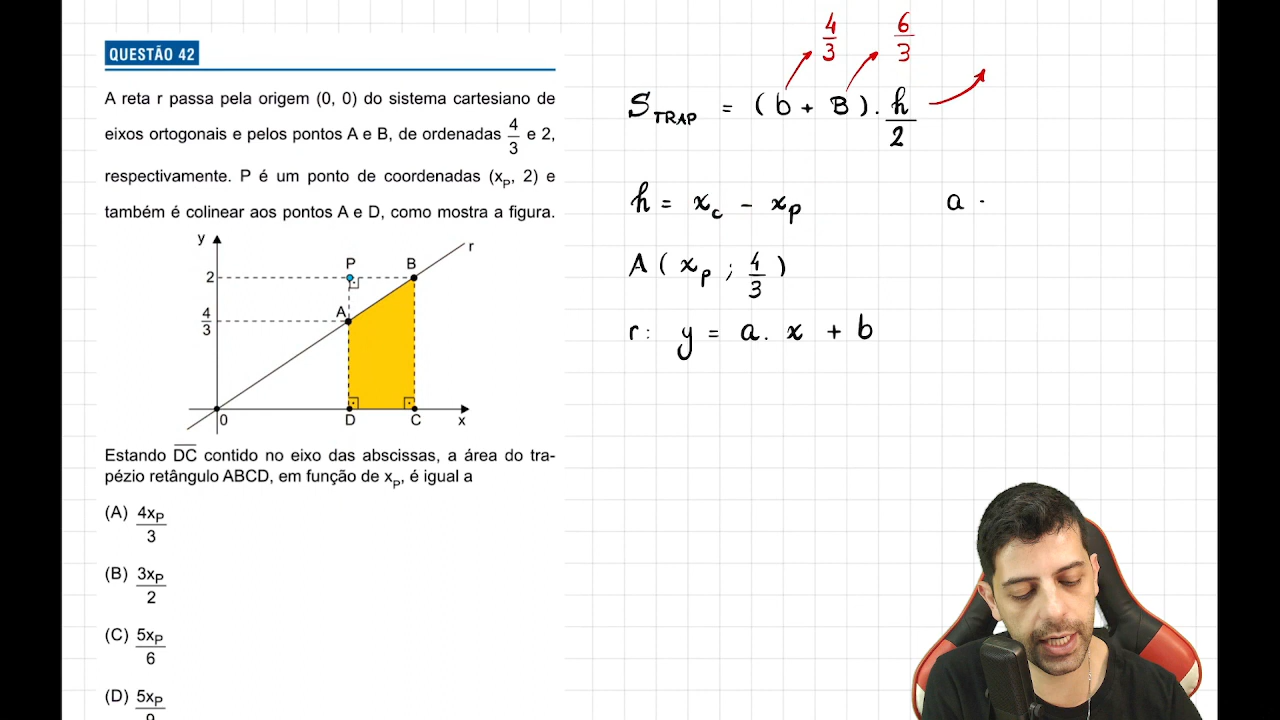 QUESTÃO 42
A reta r passa pela origem (0, 0) do sistema cartesiano de
eixos ortogonais e pelos pontos A e B, de ordenadas 4/3 e 2,
respectivamente. P é um ponto de coordenadas (xP, 2) e
também é colinear aos pontos A e D, como mostra a figura.
y
r
P
B
2
A
4/3
0
D
C
x
Estando DC contido no eixo das abscissas, a área do tra-
pézio retângulo ABCD, em função de xP, é igual a
(A) 4xP/3
(B) 3xP/2
(C) 5xP/6
(D) 5xP/9
4/3 6/3
STRAP = (b + B) . h/2
h = xc - xp
a -
A (xp ; 4/3)
r: y = a. x + b